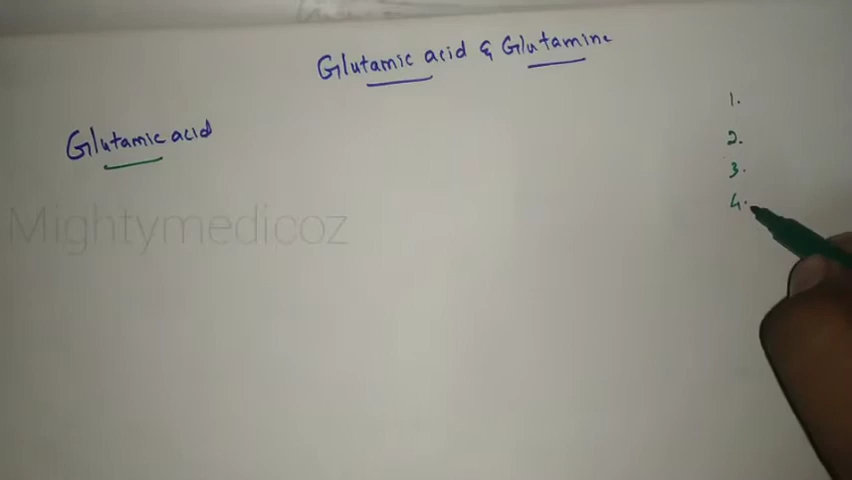 Glutamic acid & Glutamine
Glutamic acid
1.
2.
3.
4.
Mightymedicoz